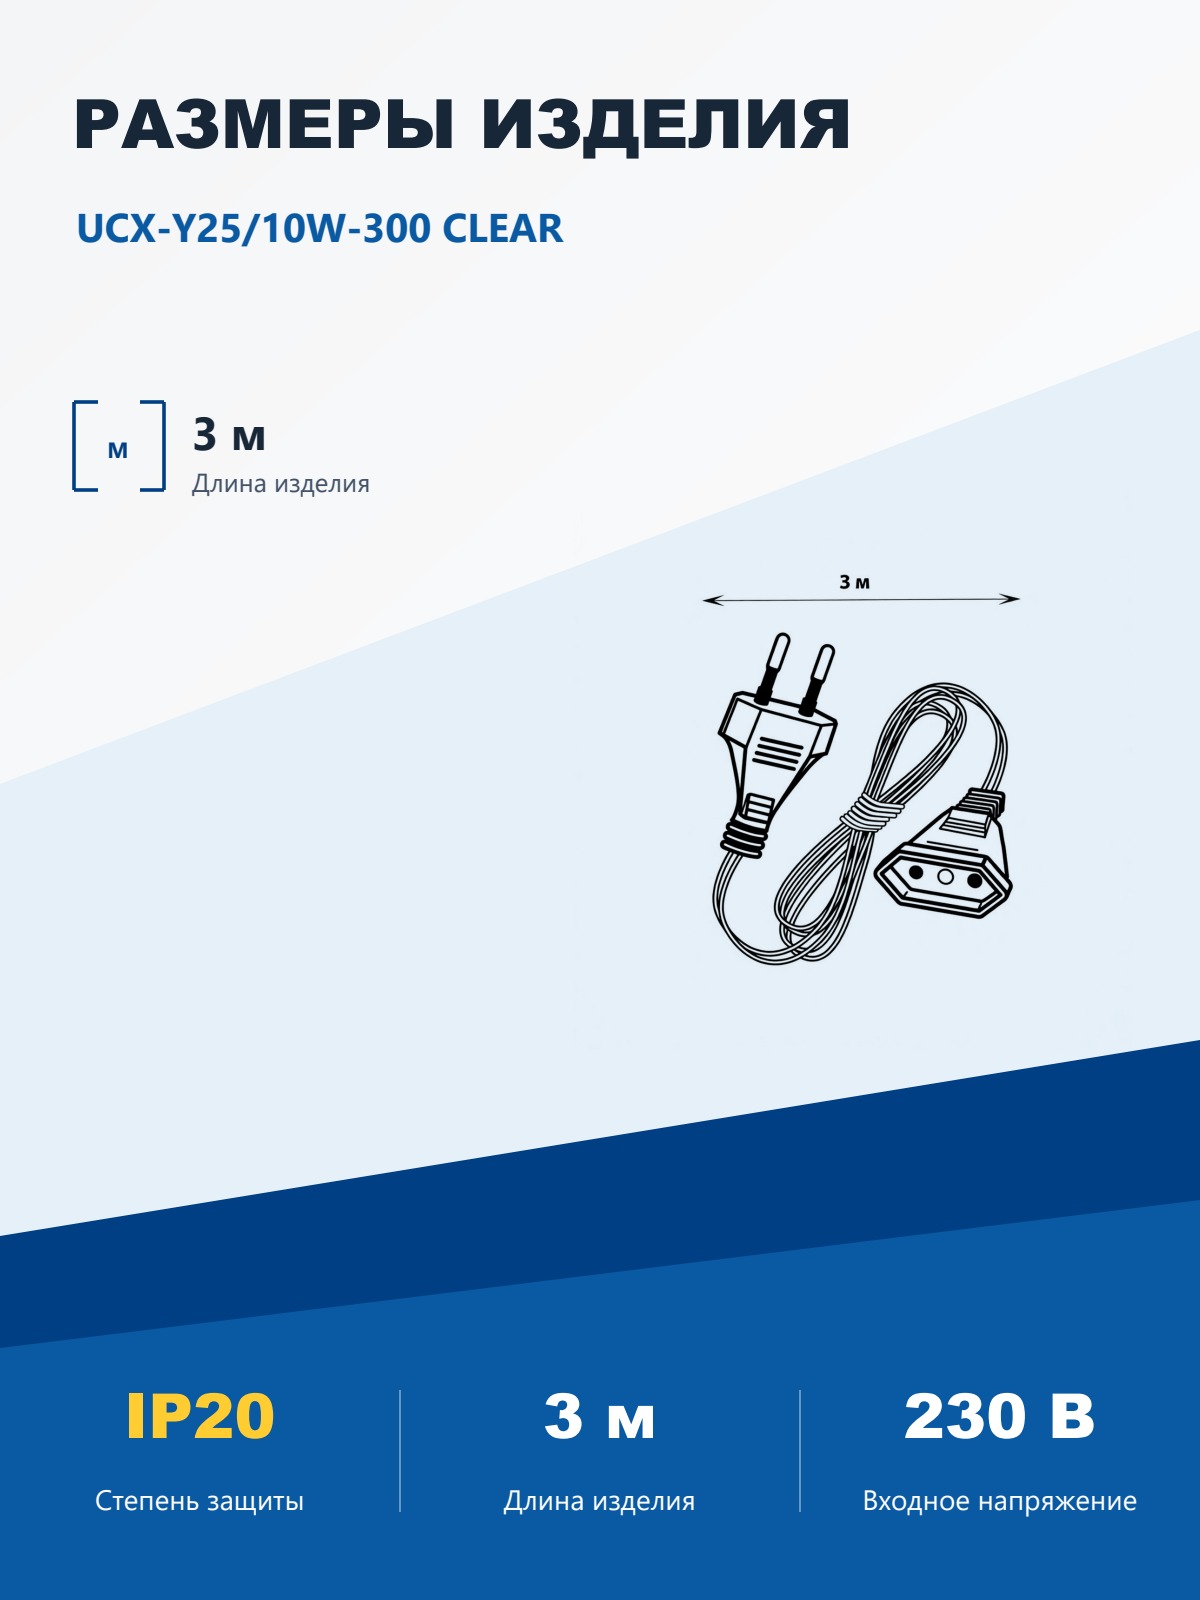 РАЗМЕРЫ ИЗДЕЛИЯ
UCX-Y25/10W-300 CLEAR
м
3 м
Длина изделия
3 м
IP20
Степень защиты
3 м
Длина изделия
230 В
Входное напряжение